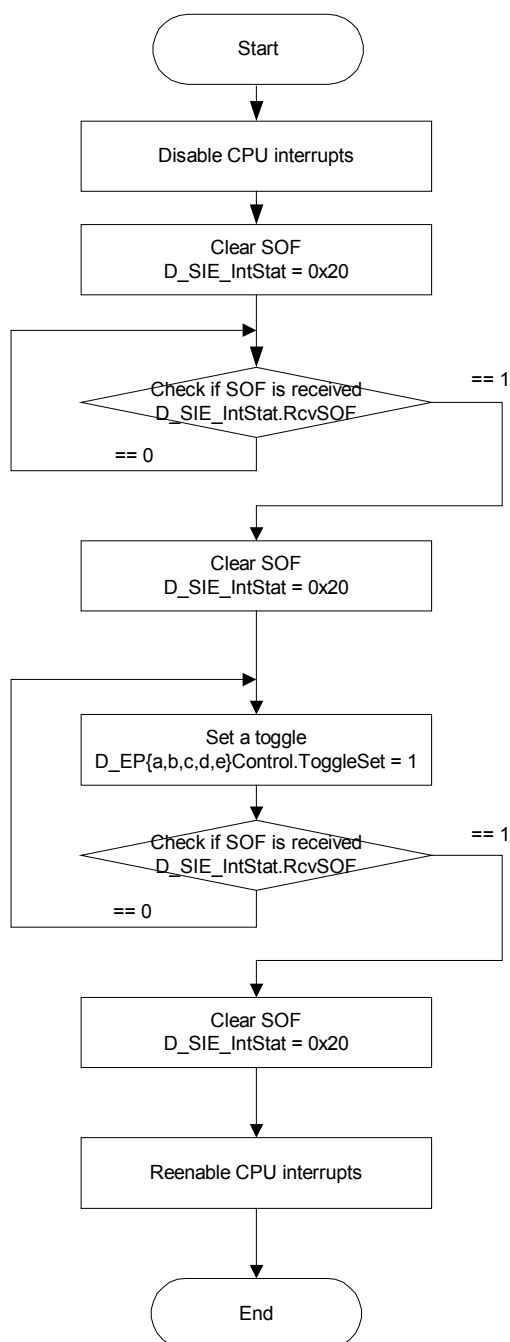 Start
Disable CPU interrupts
Clear SOF
D_SIE_IntStat = 0x20
Check if SOF is received
D_SIE_IntStat.RcvSOF
== 1
== 0
Clear SOF
D_SIE_IntStat = 0x20
Set a toggle
D_EP{a,b,c,d,e}Control.ToggleSet = 1
Check if SOF is received
D_SIE_IntStat.RcvSOF
== 1
== 0
Clear SOF
D_SIE_IntStat = 0x20
Reenable CPU interrupts
End